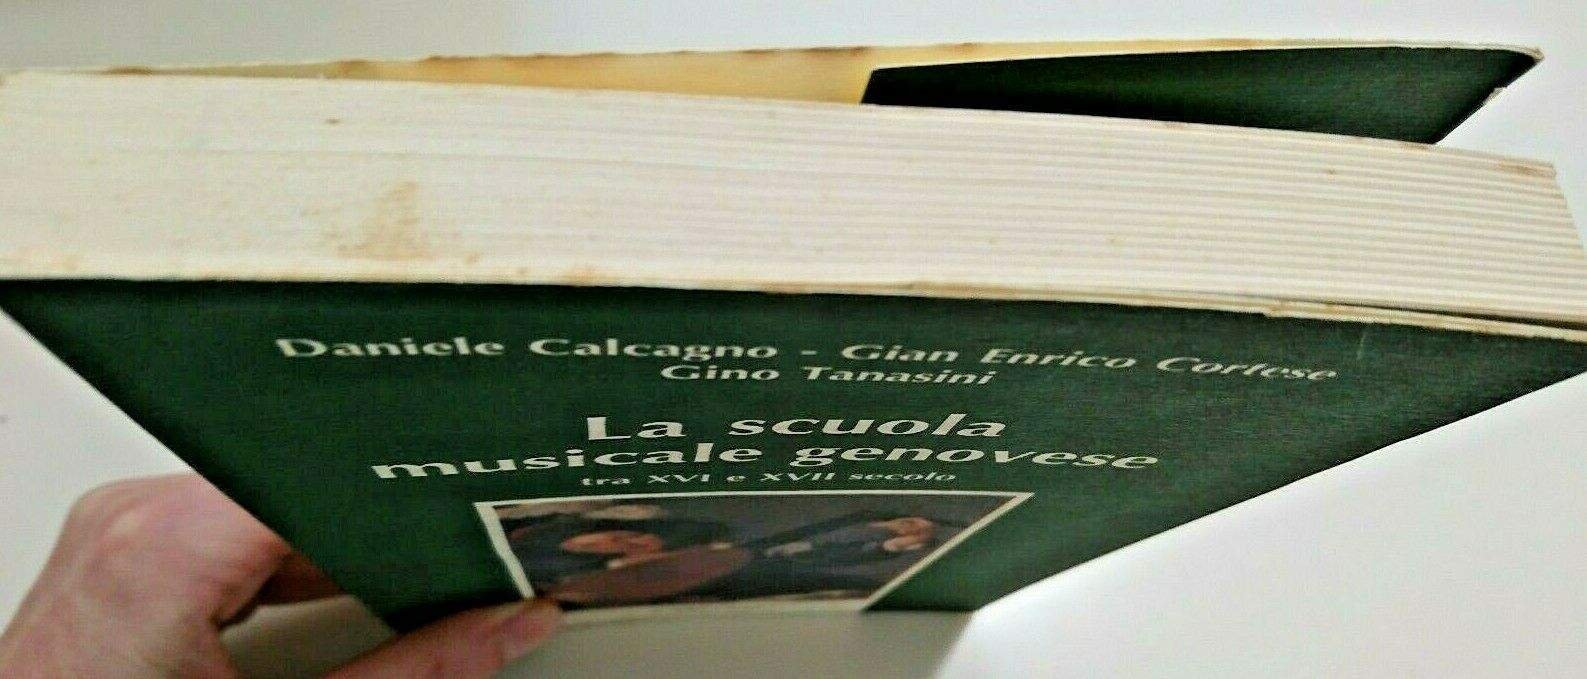 Daniele Calcagno - Gian Enrico Cortese
Gino Tanasini
La scuola
musicale genovese
tra XVI e XVII secolo